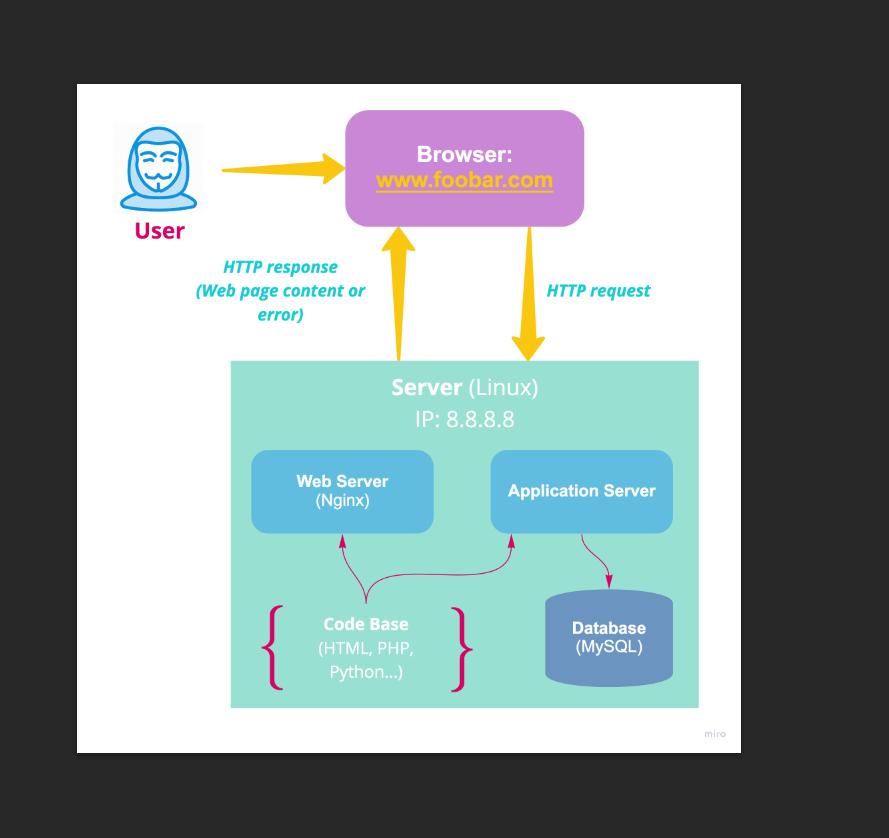 Browser:
www.foobar.com
User
HTTP response
(Web page content or
error)
HTTP request
Server (Linux)
IP: 8.8.8.8
Web Server
(Nginx)
Application Server
Code Base
(HTML, PHP,
Python...)
Database
(MySQL)
miro